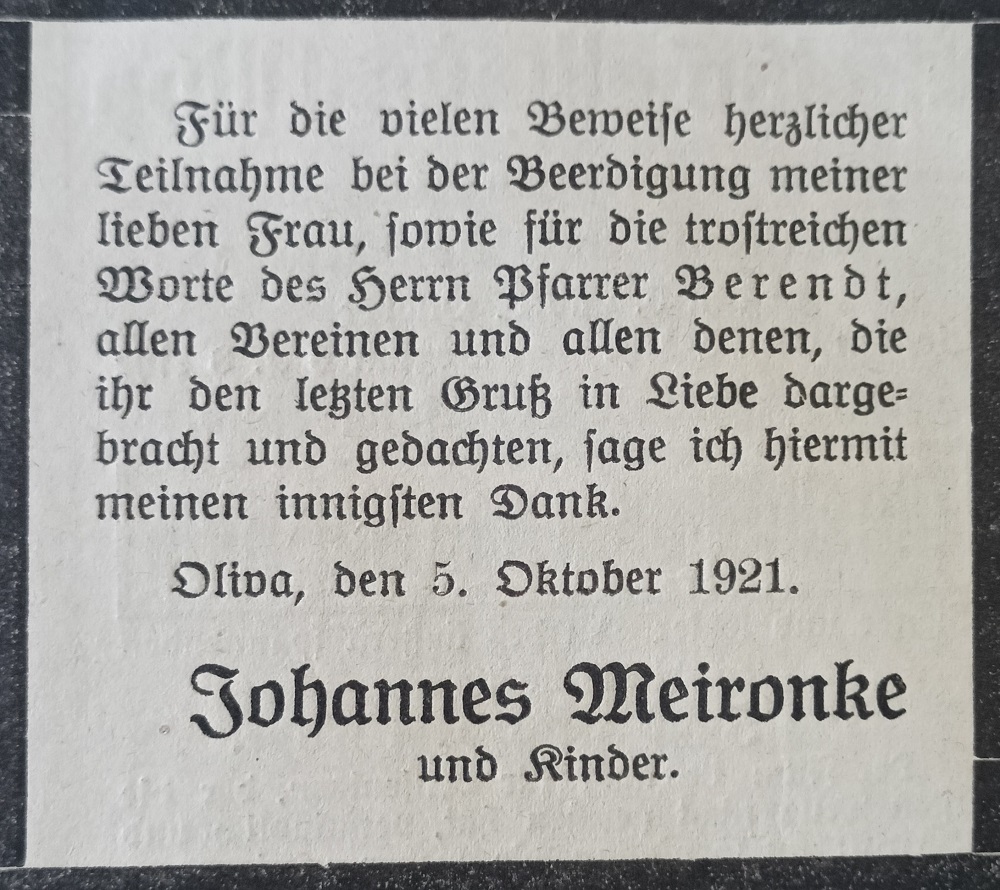 Für die vielen Beweiſe herzlicher
Teilnahme bei der Beerdigung meiner
lieben Frau, ſowie für die troſtreichen
Worte des Herrn Pfarrer Berendt,
allen Vereinen und allen denen, die
ihr den letzten Gruß in Liebe darge⸗
bracht und gedachten, ſage ich hiermit
meinen innigſten Dank.
Oliva, den 5. Oktober 1921.
Johannes Meironke
und Kinder.